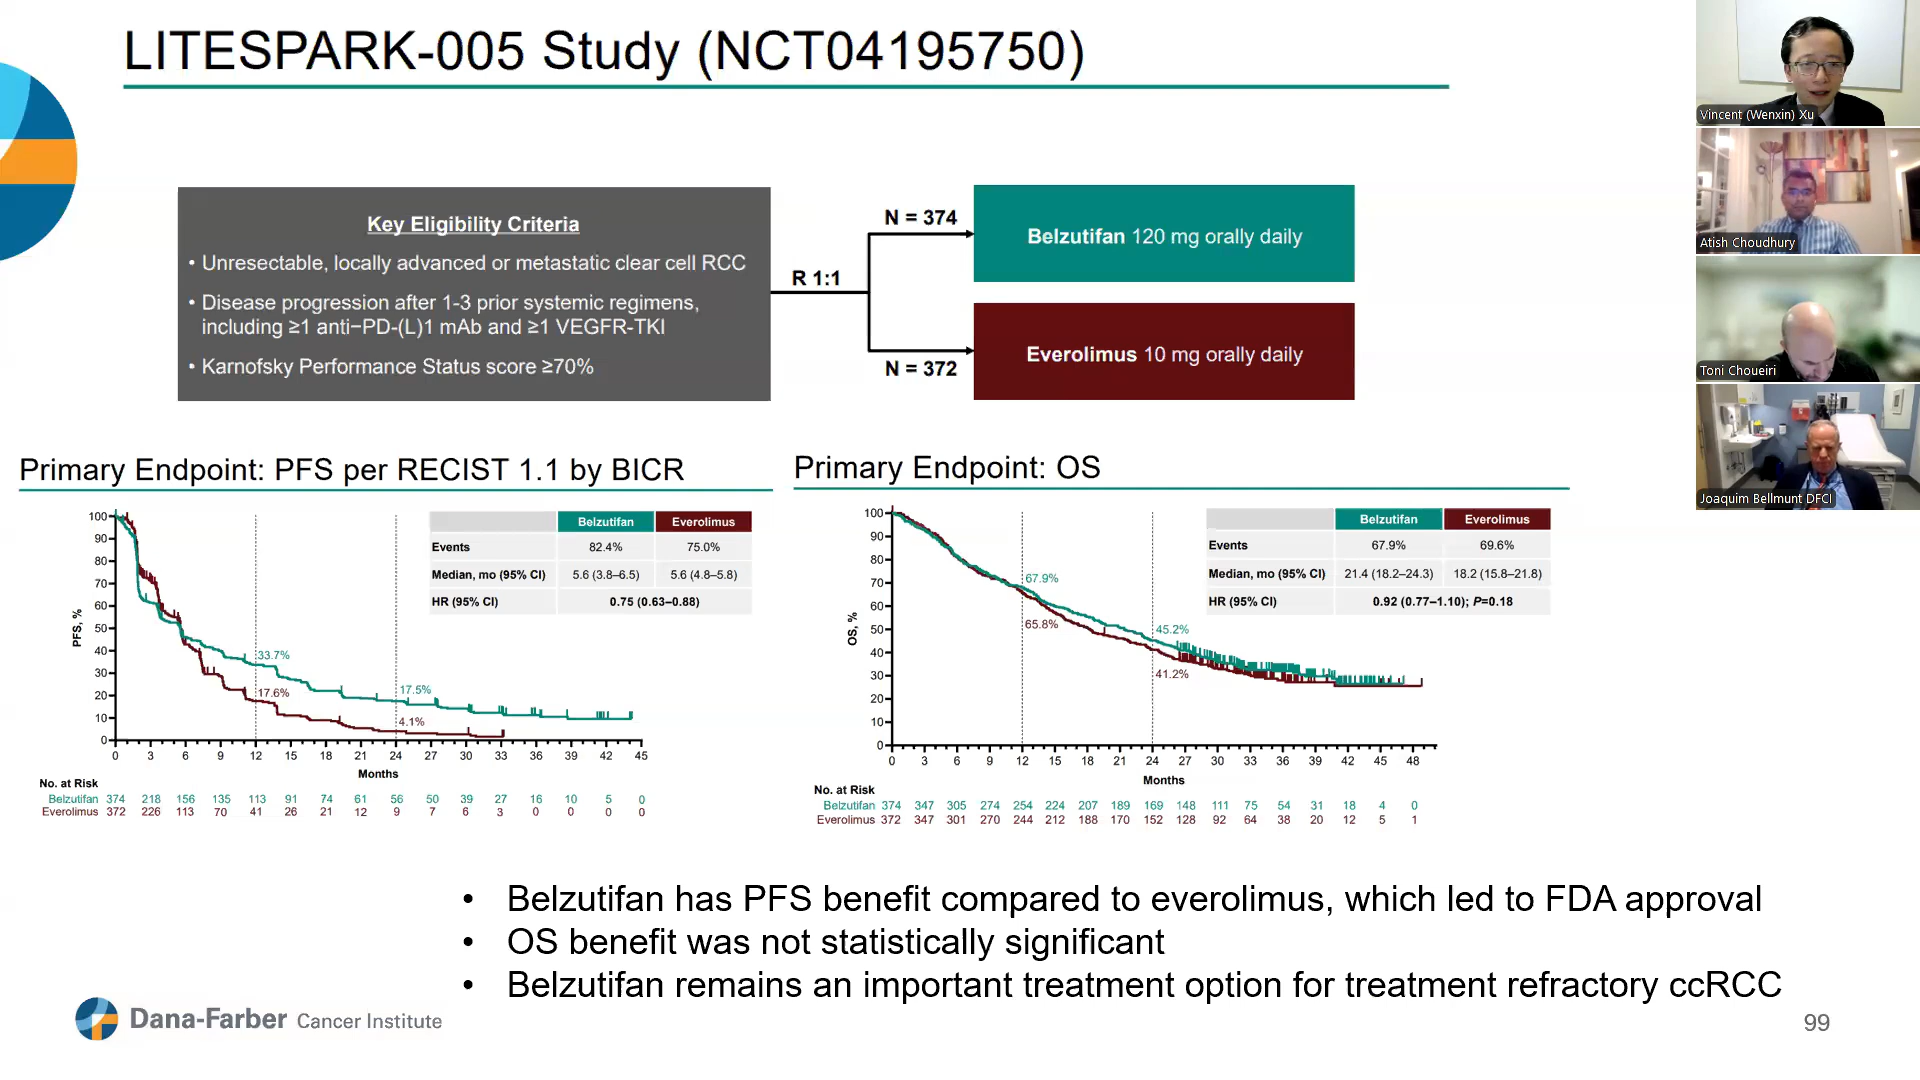 LITESPARK-005 Study (NCT04195750)
Key Eligibility Criteria
• Unresectable, locally advanced or metastatic clear cell RCC
• Disease progression after 1-3 prior systemic regimens,
including ≥1 anti−PD-(L)1 mAb and ≥1 VEGFR-TKI
• Karnofsky Performance Status score ≥70%
R 1:1
N = 374
Belzutifan 120 mg orally daily
N = 372
Everolimus 10 mg orally daily
Vincent (Wenxin) Xu
Atish Choudhury
Toni Choueiri
Joaquim Bellmunt DFCI
Primary Endpoint: PFS per RECIST 1.1 by BICR
Belzutifan Everolimus
Events 82.4% 75.0%
Median, mo (95% CI) 5.6 (3.8–6.5) 5.6 (4.8–5.8)
HR (95% CI) 0.75 (0.63–0.88)
PFS, %
100
90
80
70
60
50
40
30
20
10
0
33.7%
17.6%
17.5%
4.1%
0 3 6 9 12 15 18 21 24 27 30 33 36 39 42 45
Months
No. at Risk
Belzutifan 374 218 156 135 113 91 74 61 56 50 39 27 16 10 5 0
Everolimus 372 226 113 70 41 26 21 12 9 7 6 3 0 0 0 0
Primary Endpoint: OS
Belzutifan Everolimus
Events 67.9% 69.6%
Median, mo (95% CI) 21.4 (18.2–24.3) 18.2 (15.8–21.8)
HR (95% CI) 0.92 (0.77–1.10); P=0.18
OS, %
100
90
80
70
60
50
40
30
20
10
0
67.9%
65.8%
45.2%
41.2%
0 3 6 9 12 15 18 21 24 27 30 33 36 39 42 45 48
Months
No. at Risk
Belzutifan 374 347 305 274 254 224 207 189 169 148 111 75 54 31 18 4 0
Everolimus 372 347 301 270 244 212 188 170 152 128 92 64 38 20 12 5 1
• Belzutifan has PFS benefit compared to everolimus, which led to FDA approval
• OS benefit was not statistically significant
• Belzutifan remains an important treatment option for treatment refractory ccRCC
Dana-Farber Cancer Institute
99